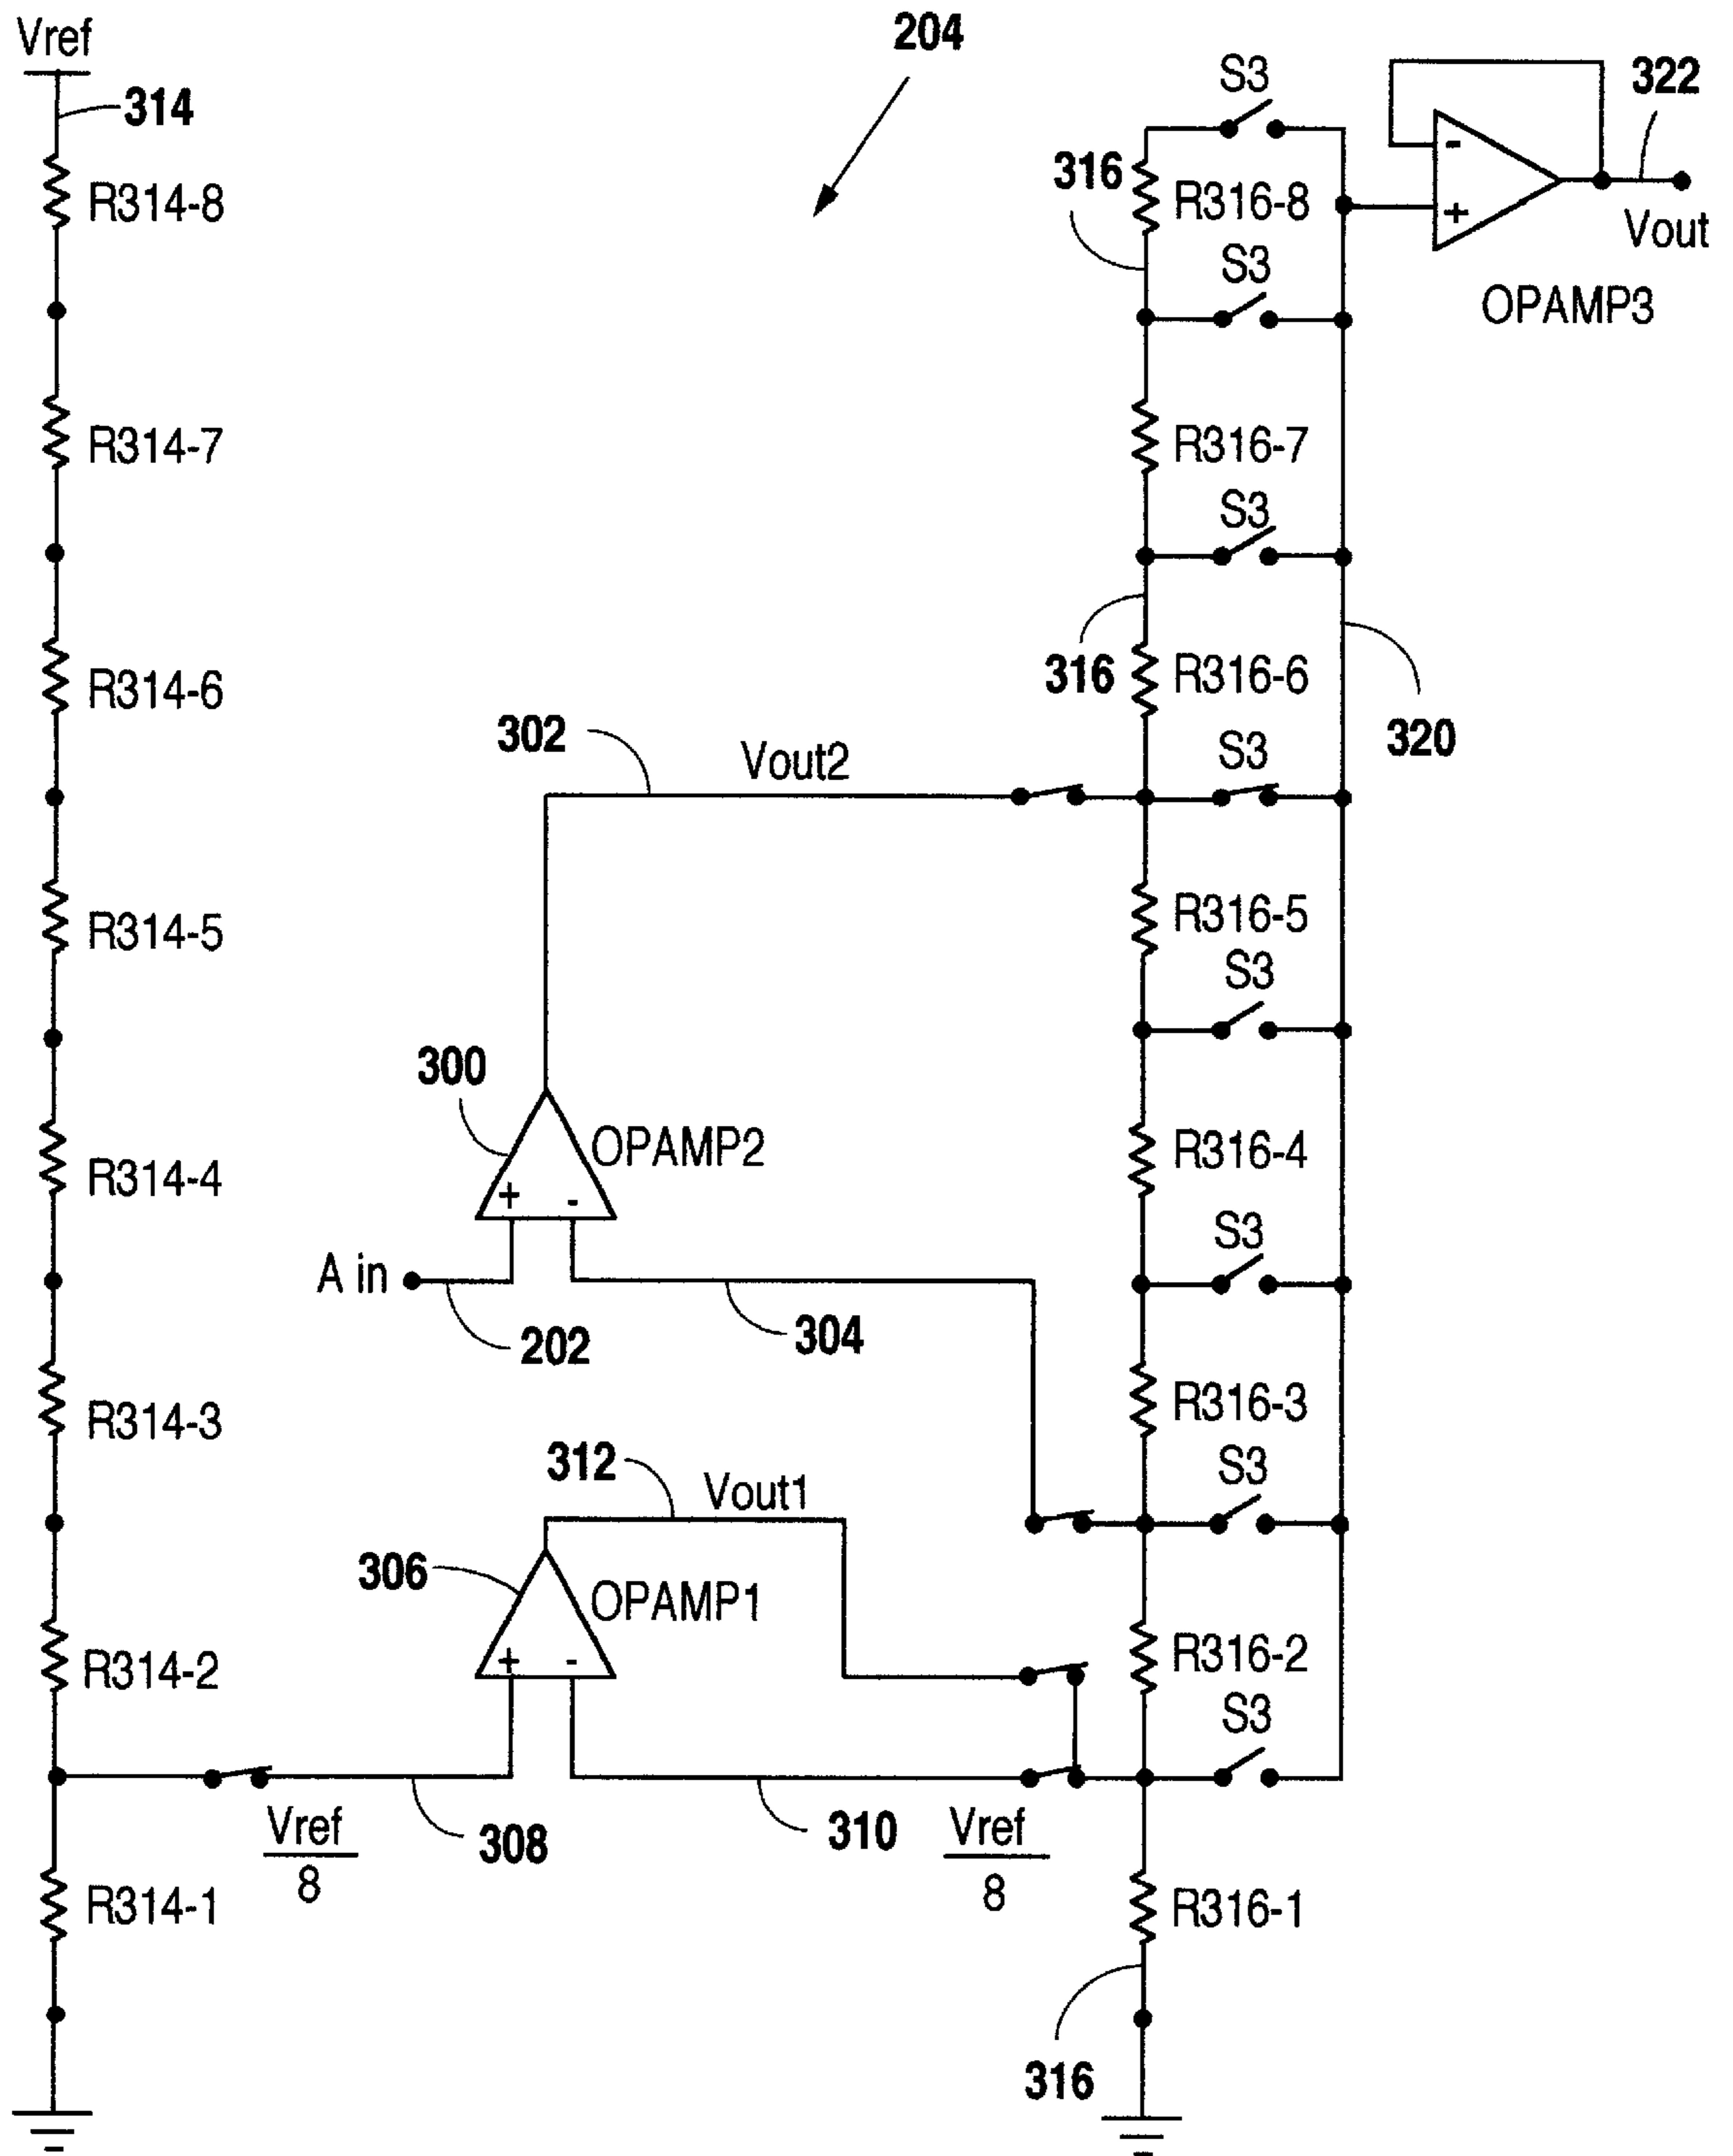 Vref
204
314
S3
322
316
R316-8
R314-8
-
+
Vout
S3
OPAMP3
R314-7
R316-7
S3
316
R316-6
R314-6
320
302
Vout2
S3
R314-5
R316-5
S3
300
OPAMP2
R314-4
R316-4
+ -
S3
A in
202
304
R314-3
R316-3
312
Vout1
S3
306
OPAMP1
R314-2
+ -
R316-2
S3
Vref
8
308
310
Vref
8
R314-1
R316-1
316